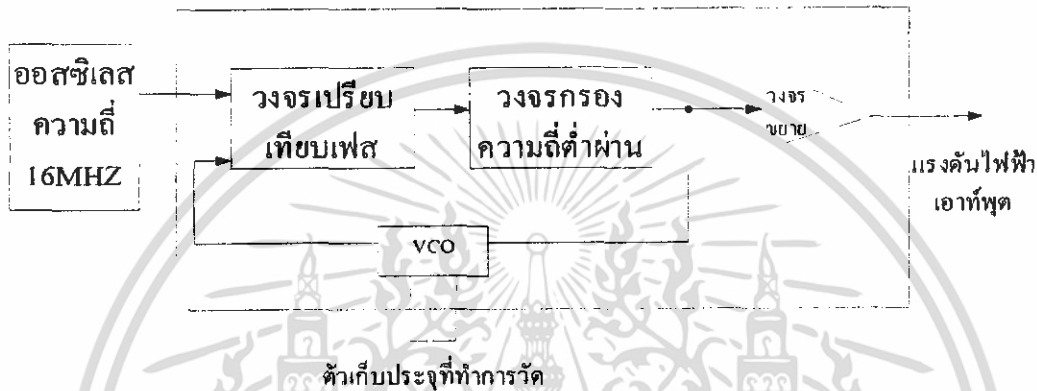 ออสซิเลส
ความถี่
16MHZ
วงจรเปรียบ
เทียบเฟส
วงจรกรอง
ความถี่ต่ำผ่าน
วงจร
ขยาย
แรงดันไฟฟ้า
เอาท์พุต
VCO
ตัวเก็บประจุที่ทำการวัด